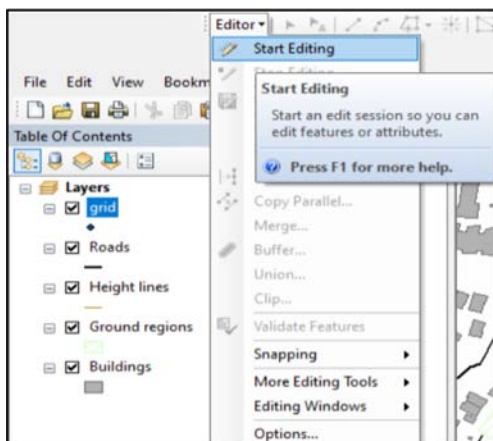 Editor
Start Editing
Start Editing
Start an edit session so you can
edit features or attributes.
Press F1 for more help.
Copy Parallel...
Merge...
Buffer...
Union...
Clip...
Validate Features
Snapping
More Editing Tools
Editing Windows
Options...
File Edit View Bookm
Table Of Contents
Layers
grid
Roads
Height lines
Ground regions
Buildings